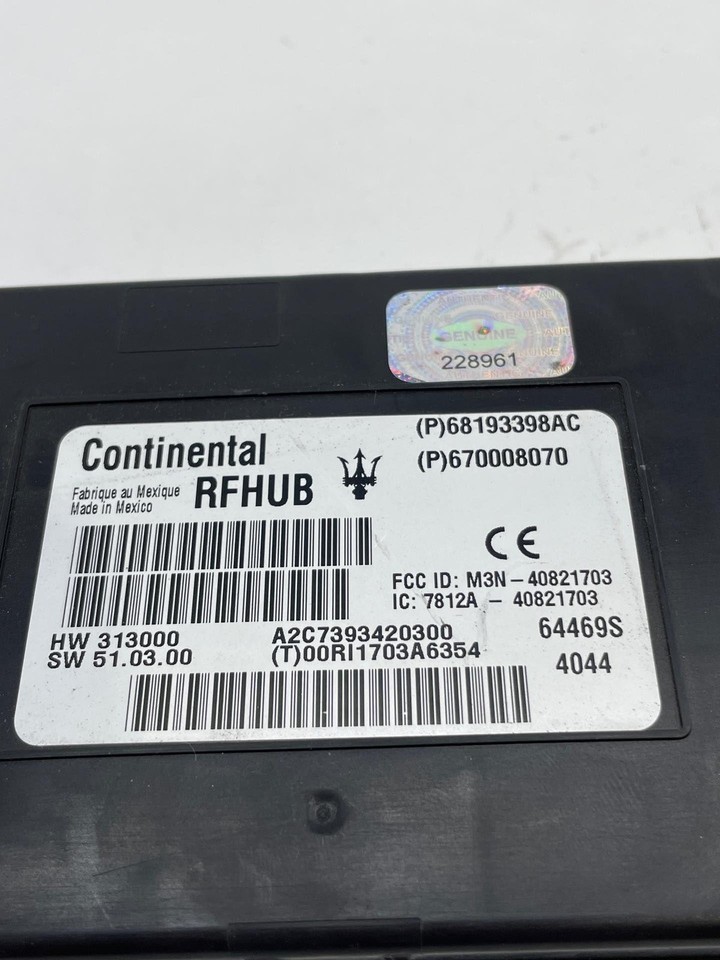 GENUINE
228961
(P)68193398AC
Continental
(P)670008070
Fabrique au Mexique
Made in Mexico
RFHUB
CE
FCC ID: M3N-40821703
IC: 7812A - 40821703
HW 313000
A2C7393420300
64469S
SW 51.03.00
(T)00RI1703A6354
4044